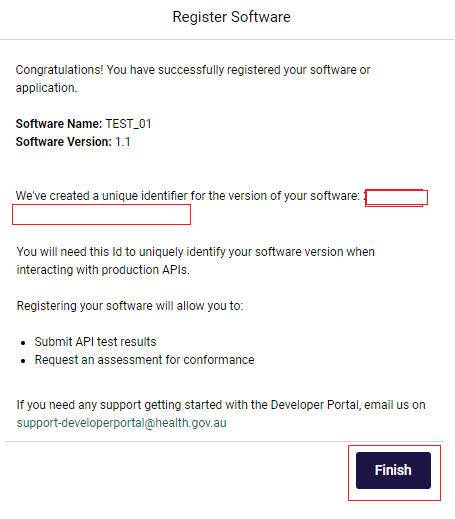 Register Software
Congratulations! You have successfully registered your software or
application.
Software Name: TEST_01
Software Version: 1.1
We've created a unique identifier for the version of your software:
You will need this Id to uniquely identify your software version when
interacting with production APIs.
Registering your software will allow you to:
• Submit API test results
• Request an assessment for conformance
If you need any support getting started with the Developer Portal, email us on
support-developerportal@health.gov.au
Finish